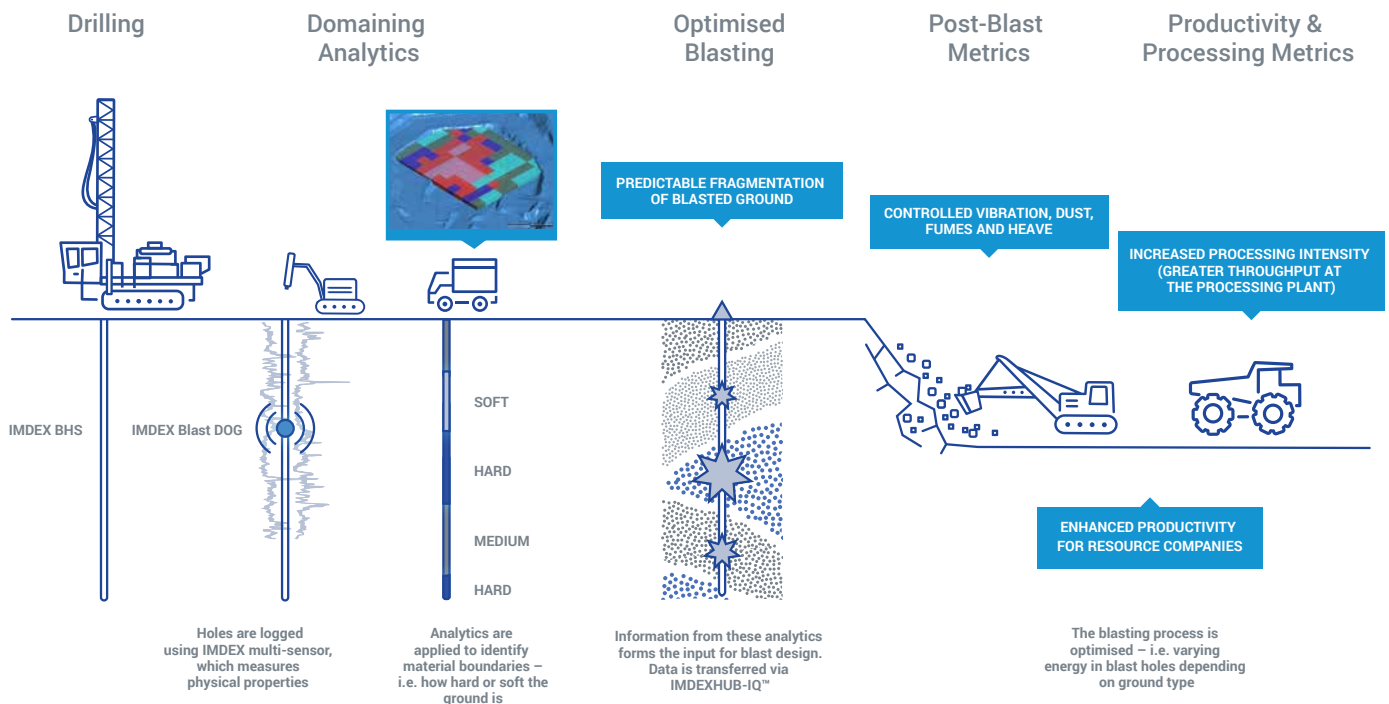 Drilling
Domaining
Analytics
Optimised
Blasting
Post-Blast
Metrics
Productivity &
Processing Metrics
PREDICTABLE FRAGMENTATION
OF BLASTED GROUND
CONTROLLED VIBRATION, DUST,
FUMES AND HEAVE
INCREASED PROCESSING INTENSITY
(GREATER THROUGHPUT AT
THE PROCESSING PLANT)
IMDEX BHS
IMDEX Blast DOG
SOFT
HARD
MEDIUM
HARD
ENHANCED PRODUCTIVITY
FOR RESOURCE COMPANIES
Holes are logged
using IMDEX multi-sensor,
which measures
physical properties
Analytics are
applied to identify
material boundaries –
i.e. how hard or soft the
ground is
Information from these analytics
forms the input for blast design.
Data is transferred via
IMDEXHUB-IQ™
The blasting process is
optimised – i.e. varying
energy in blast holes depending
on ground type